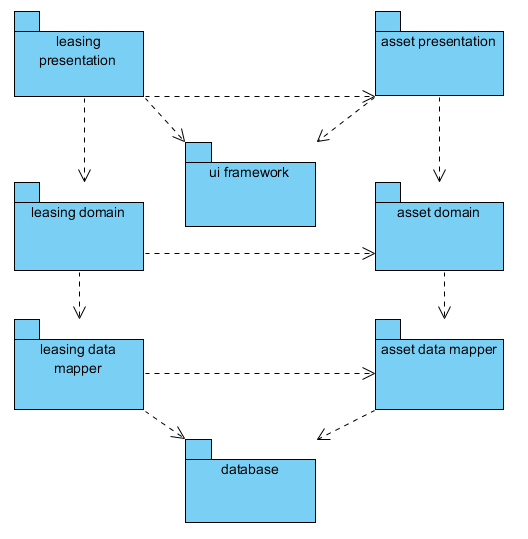 leasing
presentation
asset presentation
ui framework
leasing domain
asset domain
leasing data
mapper
asset data mapper
database